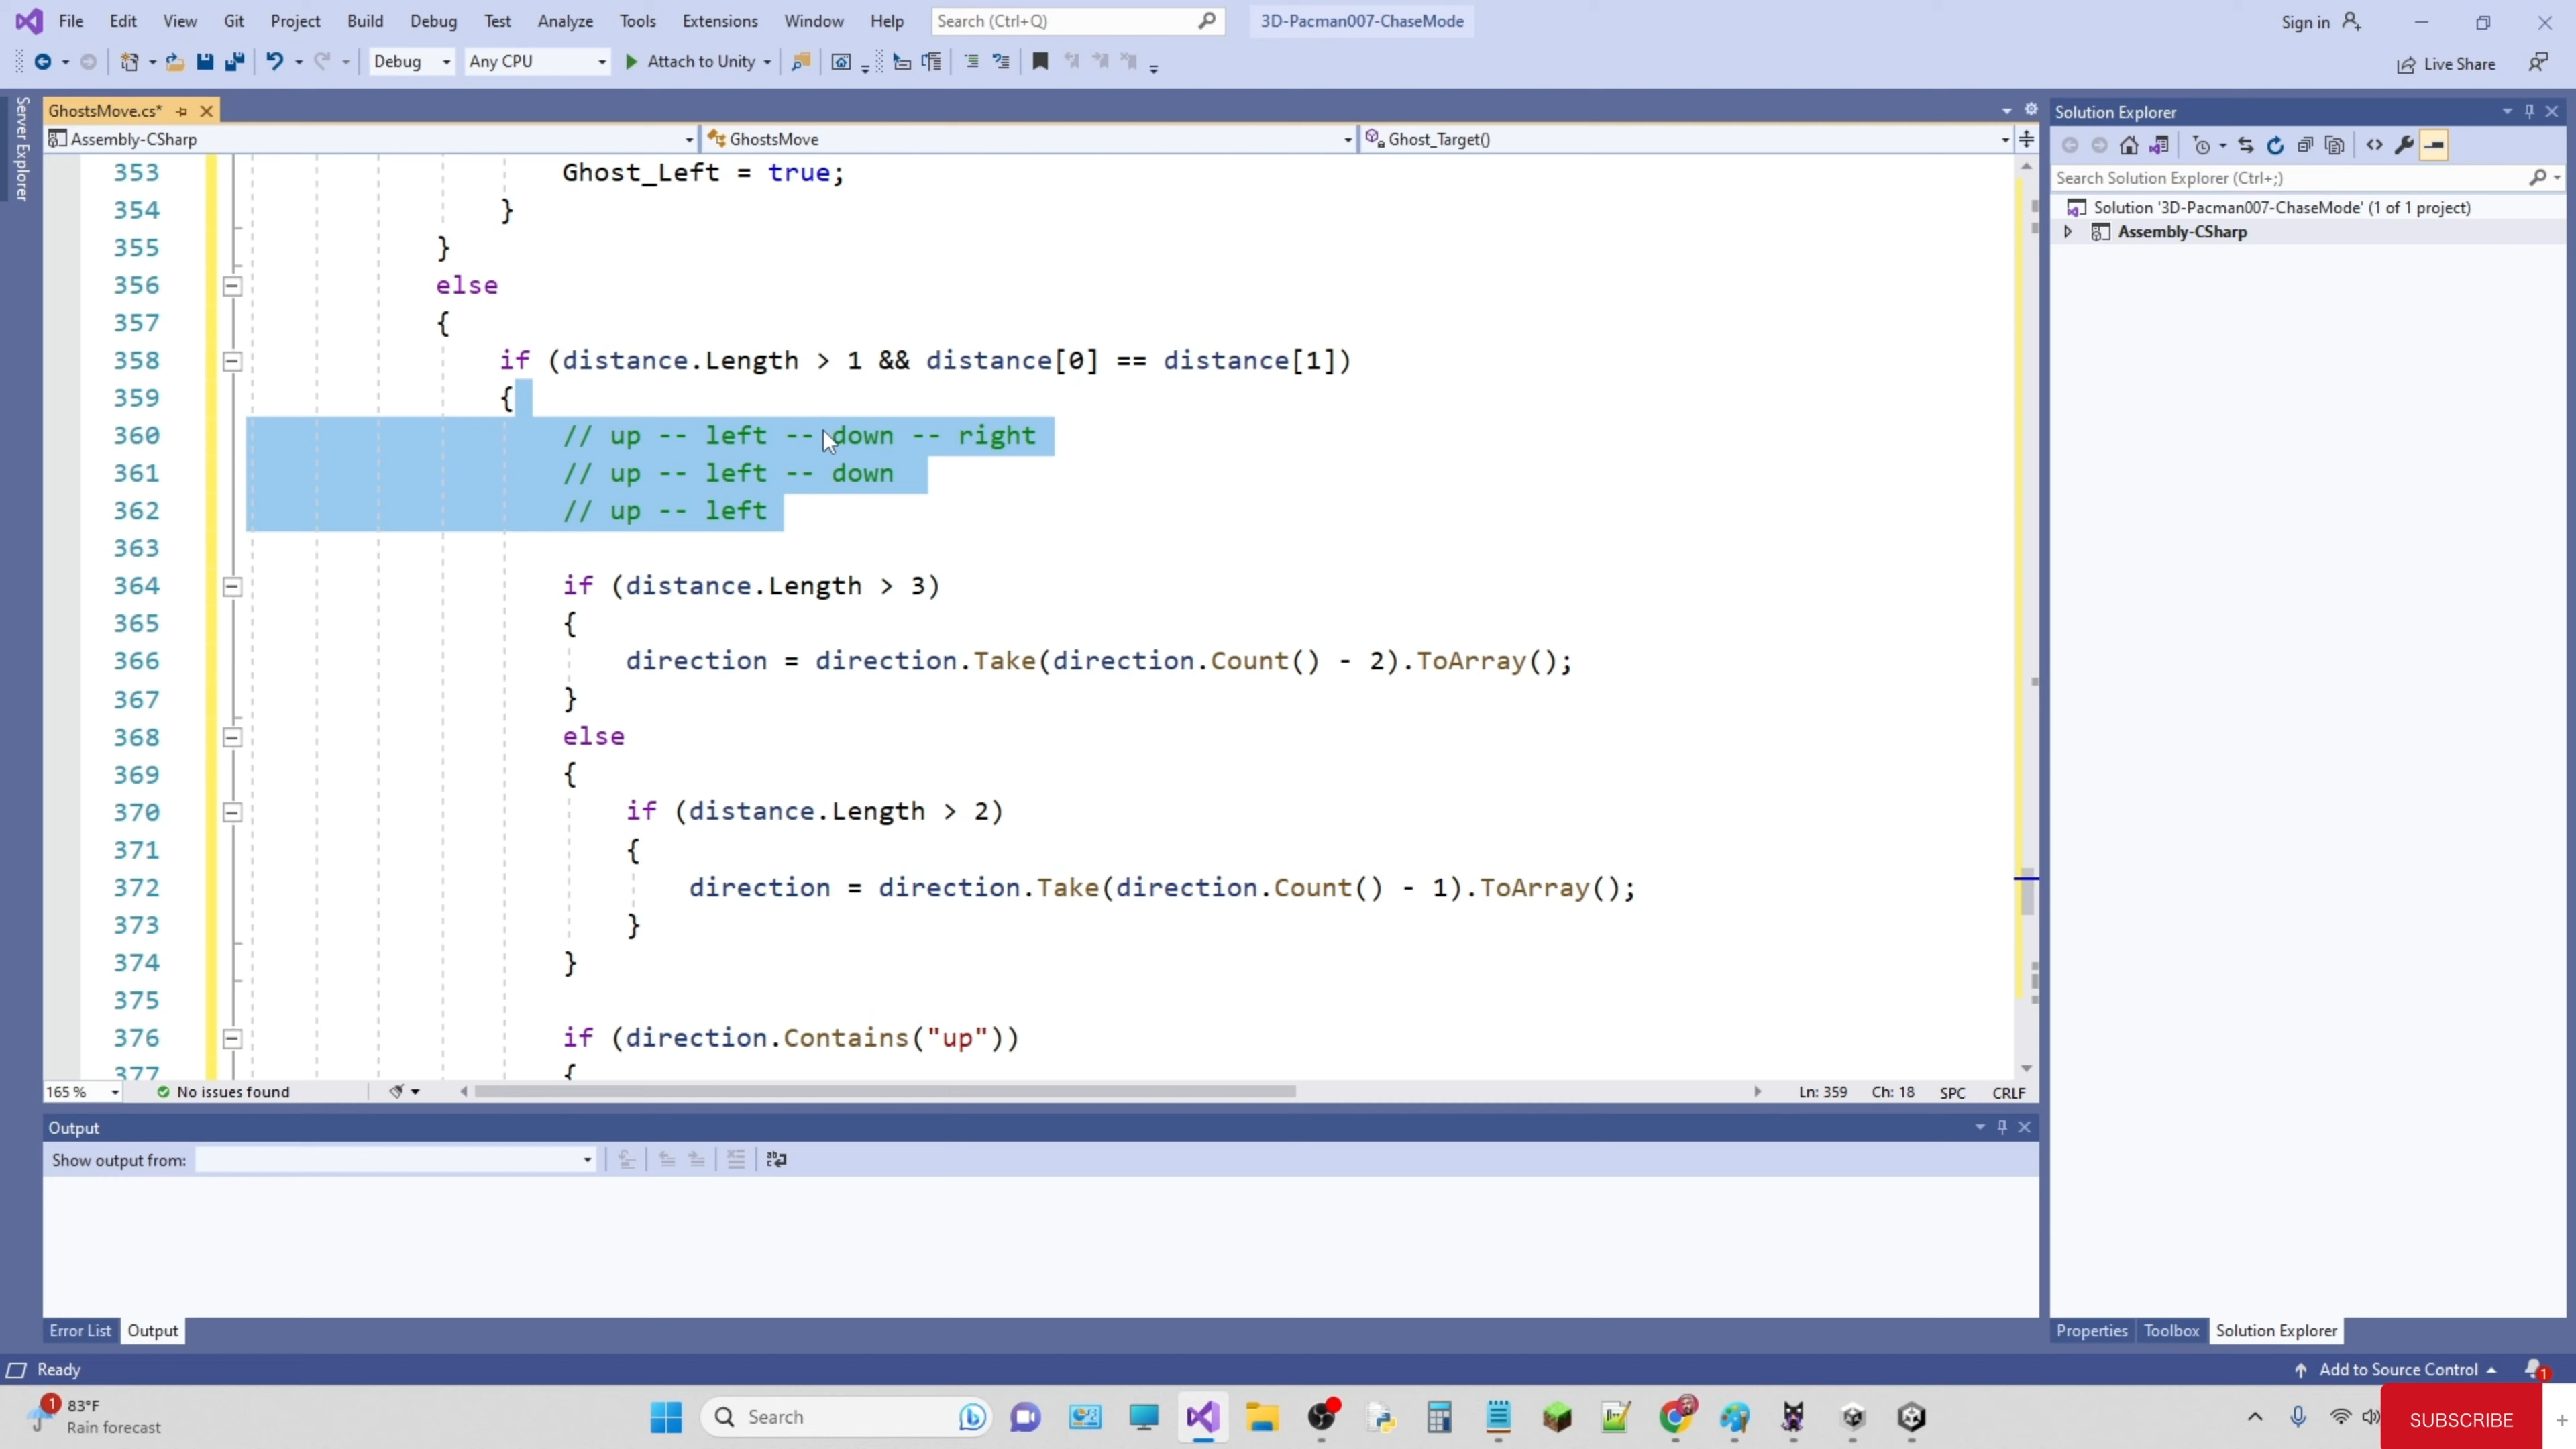 File Edit View Git Project Build Debug Test Analyze Tools Extensions Window Help Search (Ctrl+Q) 3D-Pacman007-ChaseMode Sign in
Debug Any CPU Attach to Unity Live Share
Server Explorer
GhostsMove.cs*
Assembly-CSharp GhostsMove Ghost_Target()
353 Ghost_Left = true;
354 }
355 }
356 else
357 {
358 if (distance.Length > 1 && distance[0] == distance[1])
359 {
360 // up -- left -- down -- right
361 // up -- left -- down
362 // up -- left
363
364 if (distance.Length > 3)
365 {
366 direction = direction.Take(direction.Count() - 2).ToArray();
367 }
368 else
369 {
370 if (distance.Length > 2)
371 {
372 direction = direction.Take(direction.Count() - 1).ToArray();
373 }
374 }
375
376 if (direction.Contains("up"))
377 {
165 % No issues found Ln: 359 Ch: 18 SPC CRLF
Output
Show output from:
Error List Output
Solution Explorer
Search Solution Explorer (Ctrl+;)
Solution '3D-Pacman007-ChaseMode' (1 of 1 project)
Assembly-CSharp
Properties Toolbox Solution Explorer
Ready Add to Source Control 1
1 83°F
Rain forecast
Search
SUBSCRIBE